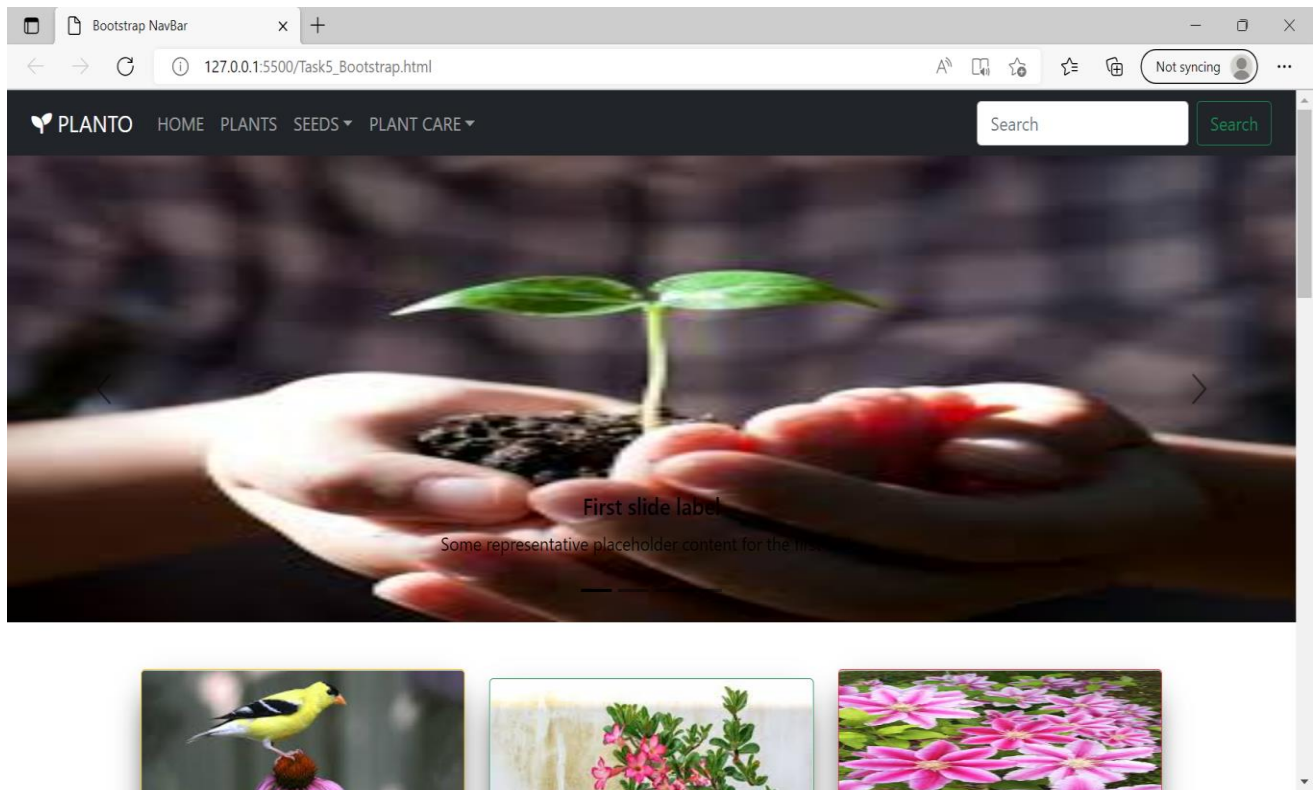 Bootstrap NavBar
127.0.0.1:5500/Task5_Bootstrap.html
Not syncing
PLANTO HOME PLANTS SEEDS PLANT CARE Search Search
First slide label
Some representative placeholder content for the first